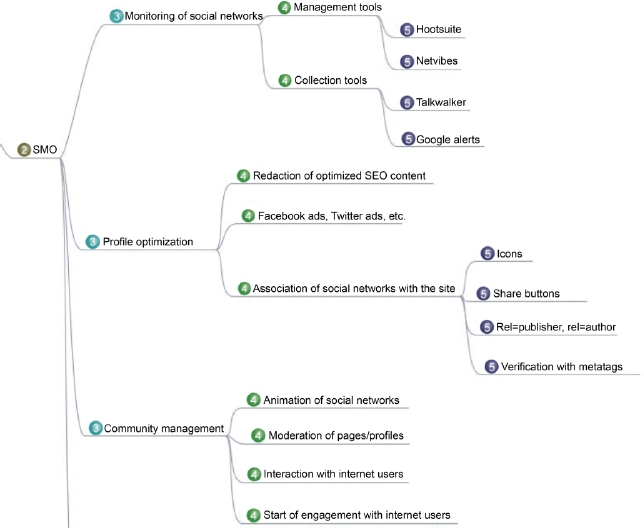 2 SMO
3 Monitoring of social networks
4 Management tools
5 Hootsuite
5 Netvibes
4 Collection tools
5 Talkwalker
5 Google alerts
3 Profile optimization
4 Redaction of optimized SEO content
4 Facebook ads, Twitter ads, etc.
4 Association of social networks with the site
5 Icons
5 Share buttons
5 Rel=publisher, rel=author
5 Verification with metatags
3 Community management
4 Animation of social networks
4 Moderation of pages/profiles
4 Interaction with internet users
4 Start of engagement with internet users